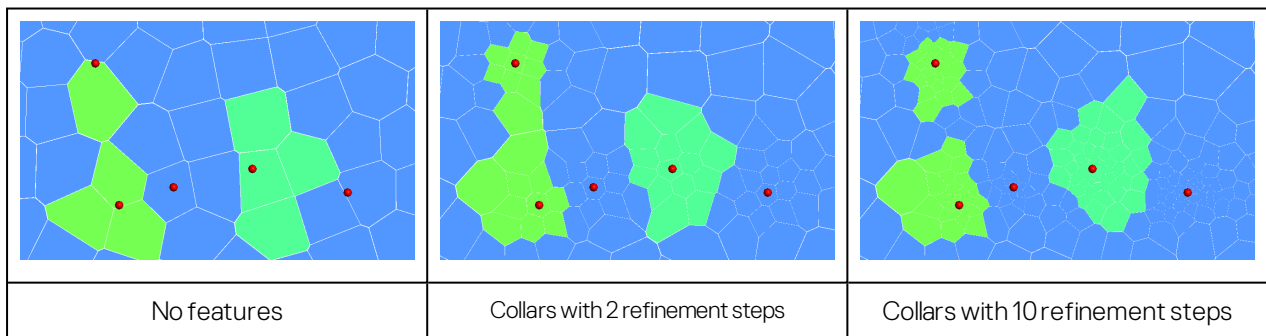 No features
Collars with 2 refinement steps
Collars with 10 refinement steps